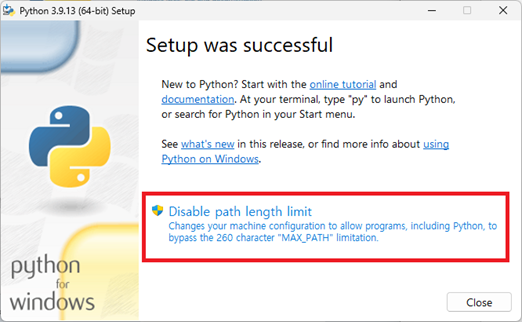 Python 3.9.13 (64-bit) Setup
Setup was successful
New to Python? Start with the online tutorial and
documentation. At your terminal, type "py" to launch Python,
or search for Python in your Start menu.
See what's new in this release, or find more info about using
Python on Windows.
Disable path length limit
Changes your machine configuration to allow programs, including Python, to
bypass the 260 character "MAX_PATH" limitation.
python
for
windows
Close